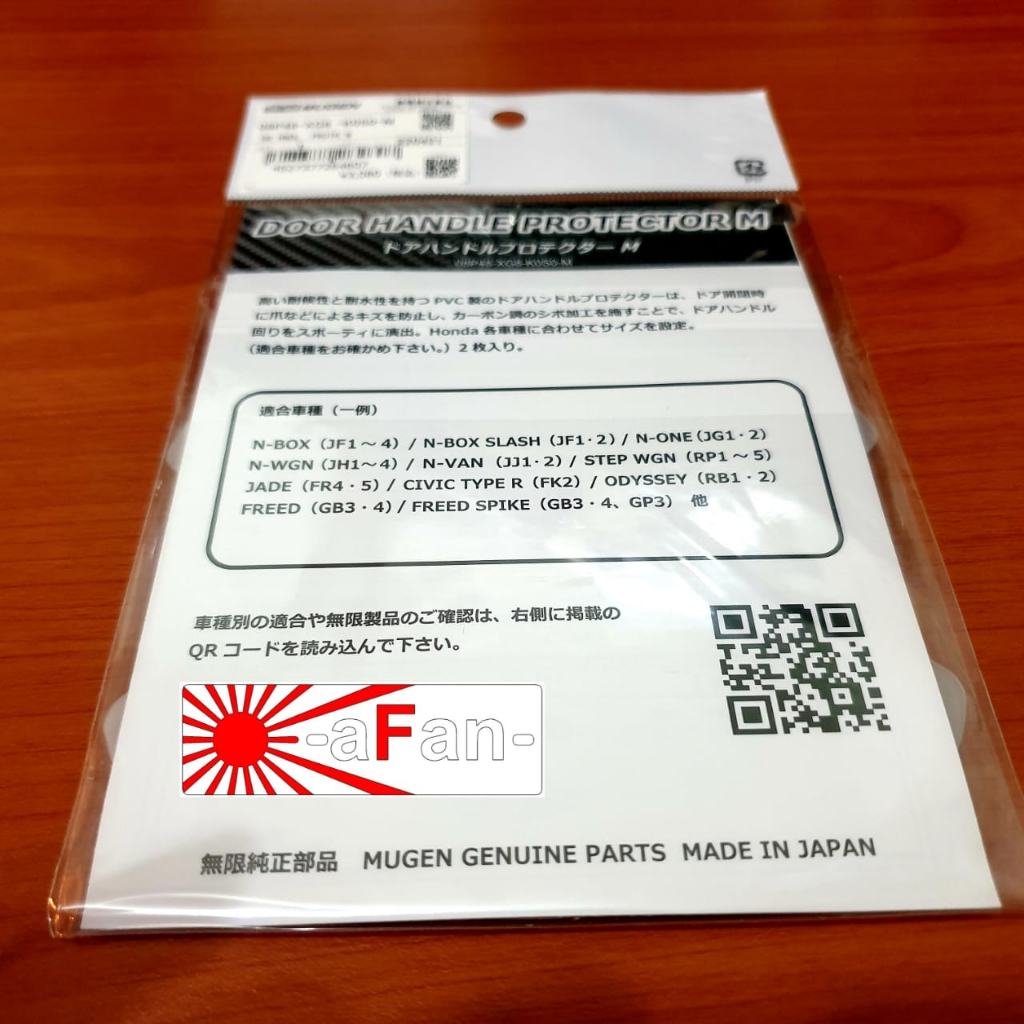 DOOR HANDLE PROTECTOR M
ドアハンドルプロテクター M
高い耐候性と耐水性を持つ PVC 製のドアハンドルプロテクターは、ドア開閉時
に爪などによるキズを防止し、カーボン調のシボ加工を施すことで、ドアハンドル
回りをスポーティに演出。Honda 各車種に合わせてサイズを設定。
（適合車種をお確かめ下さい。）2 枚入り。
適合車種（一例）
N-BOX（JF1～4）/ N-BOX SLASH（JF1・2）/ N-ONE（JG1・2）
N-WGN（JH1～4）/ N-VAN（JJ1・2）/ STEP WGN（RP1～5）
JADE（FR4・5）/ CIVIC TYPE R（FK2）/ ODYSSEY（RB1・2）
FREED（GB3・4）/ FREED SPIKE（GB3・4、GP3） 他
車種別の適合や無限製品のご確認は、右側に掲載の
QR コードを読み込んで下さい。
-aFan-
無限純正部品 MUGEN GENUINE PARTS MADE IN JAPAN